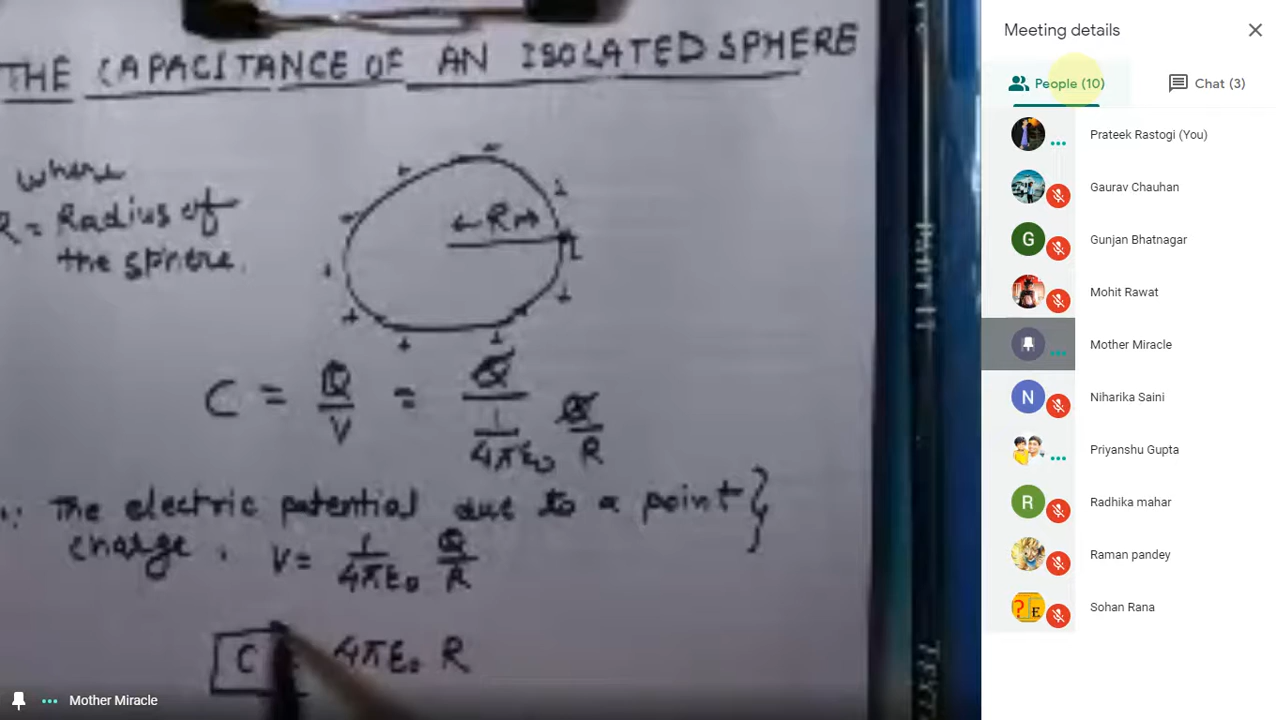 THE CAPACITANCE OF AN ISOLATED SPHERE
where
R = Radius of
the sphere.
← R →
C = Q/V = Q / (1/4πε₀ Q/R)
∵ The electric potential due to a point }
charge. V = 1/4πε₀ Q/R
C = 4πε₀ R
Mother Miracle
Meeting details
People (10)
Chat (3)
Prateek Rastogi (You)
Gaurav Chauhan
G
Gunjan Bhatnagar
Mohit Rawat
Mother Miracle
N
Niharika Saini
Priyanshu Gupta
R
Radhika mahar
Raman pandey
? E
Sohan Rana